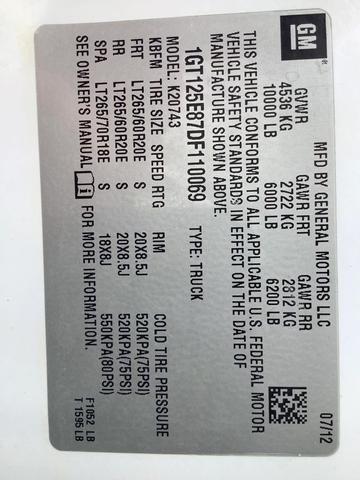 GM
MFD BY GENERAL MOTORS LLC
07/12
GVWR GAWR FRT GAWR RR
4536 KG 2722 KG 2812 KG
10000 LB 6000 LB 6200 LB
THIS VEHICLE CONFORMS TO ALL APPLICABLE U.S. FEDERAL MOTOR
VEHICLE SAFETY STANDARDS IN EFFECT ON THE DATE OF
MANUFACTURE SHOWN ABOVE.
1GT125E87DF110069 TYPE: TRUCK
MODEL: K20743
KBFM TIRE SIZE SPEED RTG RIM COLD TIRE PRESSURE
FRT LT265/60R20E S 20X8.5J 520KPA(75PSI)
RR LT265/60R20E S 20X8.5J 520KPA(75PSI)
SPA LT265/70R18E S 18X8J 550KPA(80PSI)
SEE OWNER'S MANUAL FOR MORE INFORMATION.
F1052 LB
T 1595 LB